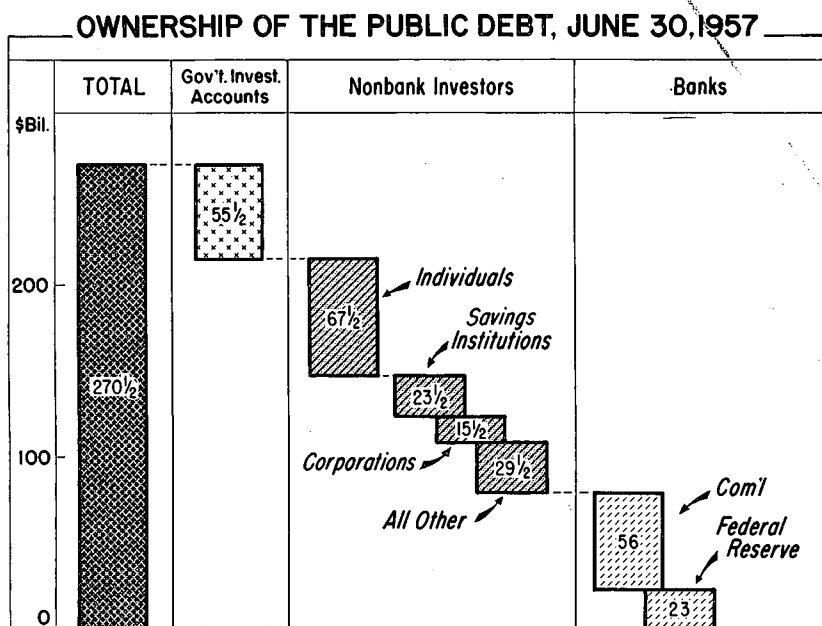 OWNERSHIP OF THE PUBLIC DEBT, JUNE 30, 1957
TOTAL
Gov't. Invest.
Accounts
Nonbank Investors
Banks
$Bil.
55½
200
Individuals
67½
Savings
Institutions
270½
23½
15½
100
Corporations
29½
All Other
Com'l
56
Federal
Reserve
23
0